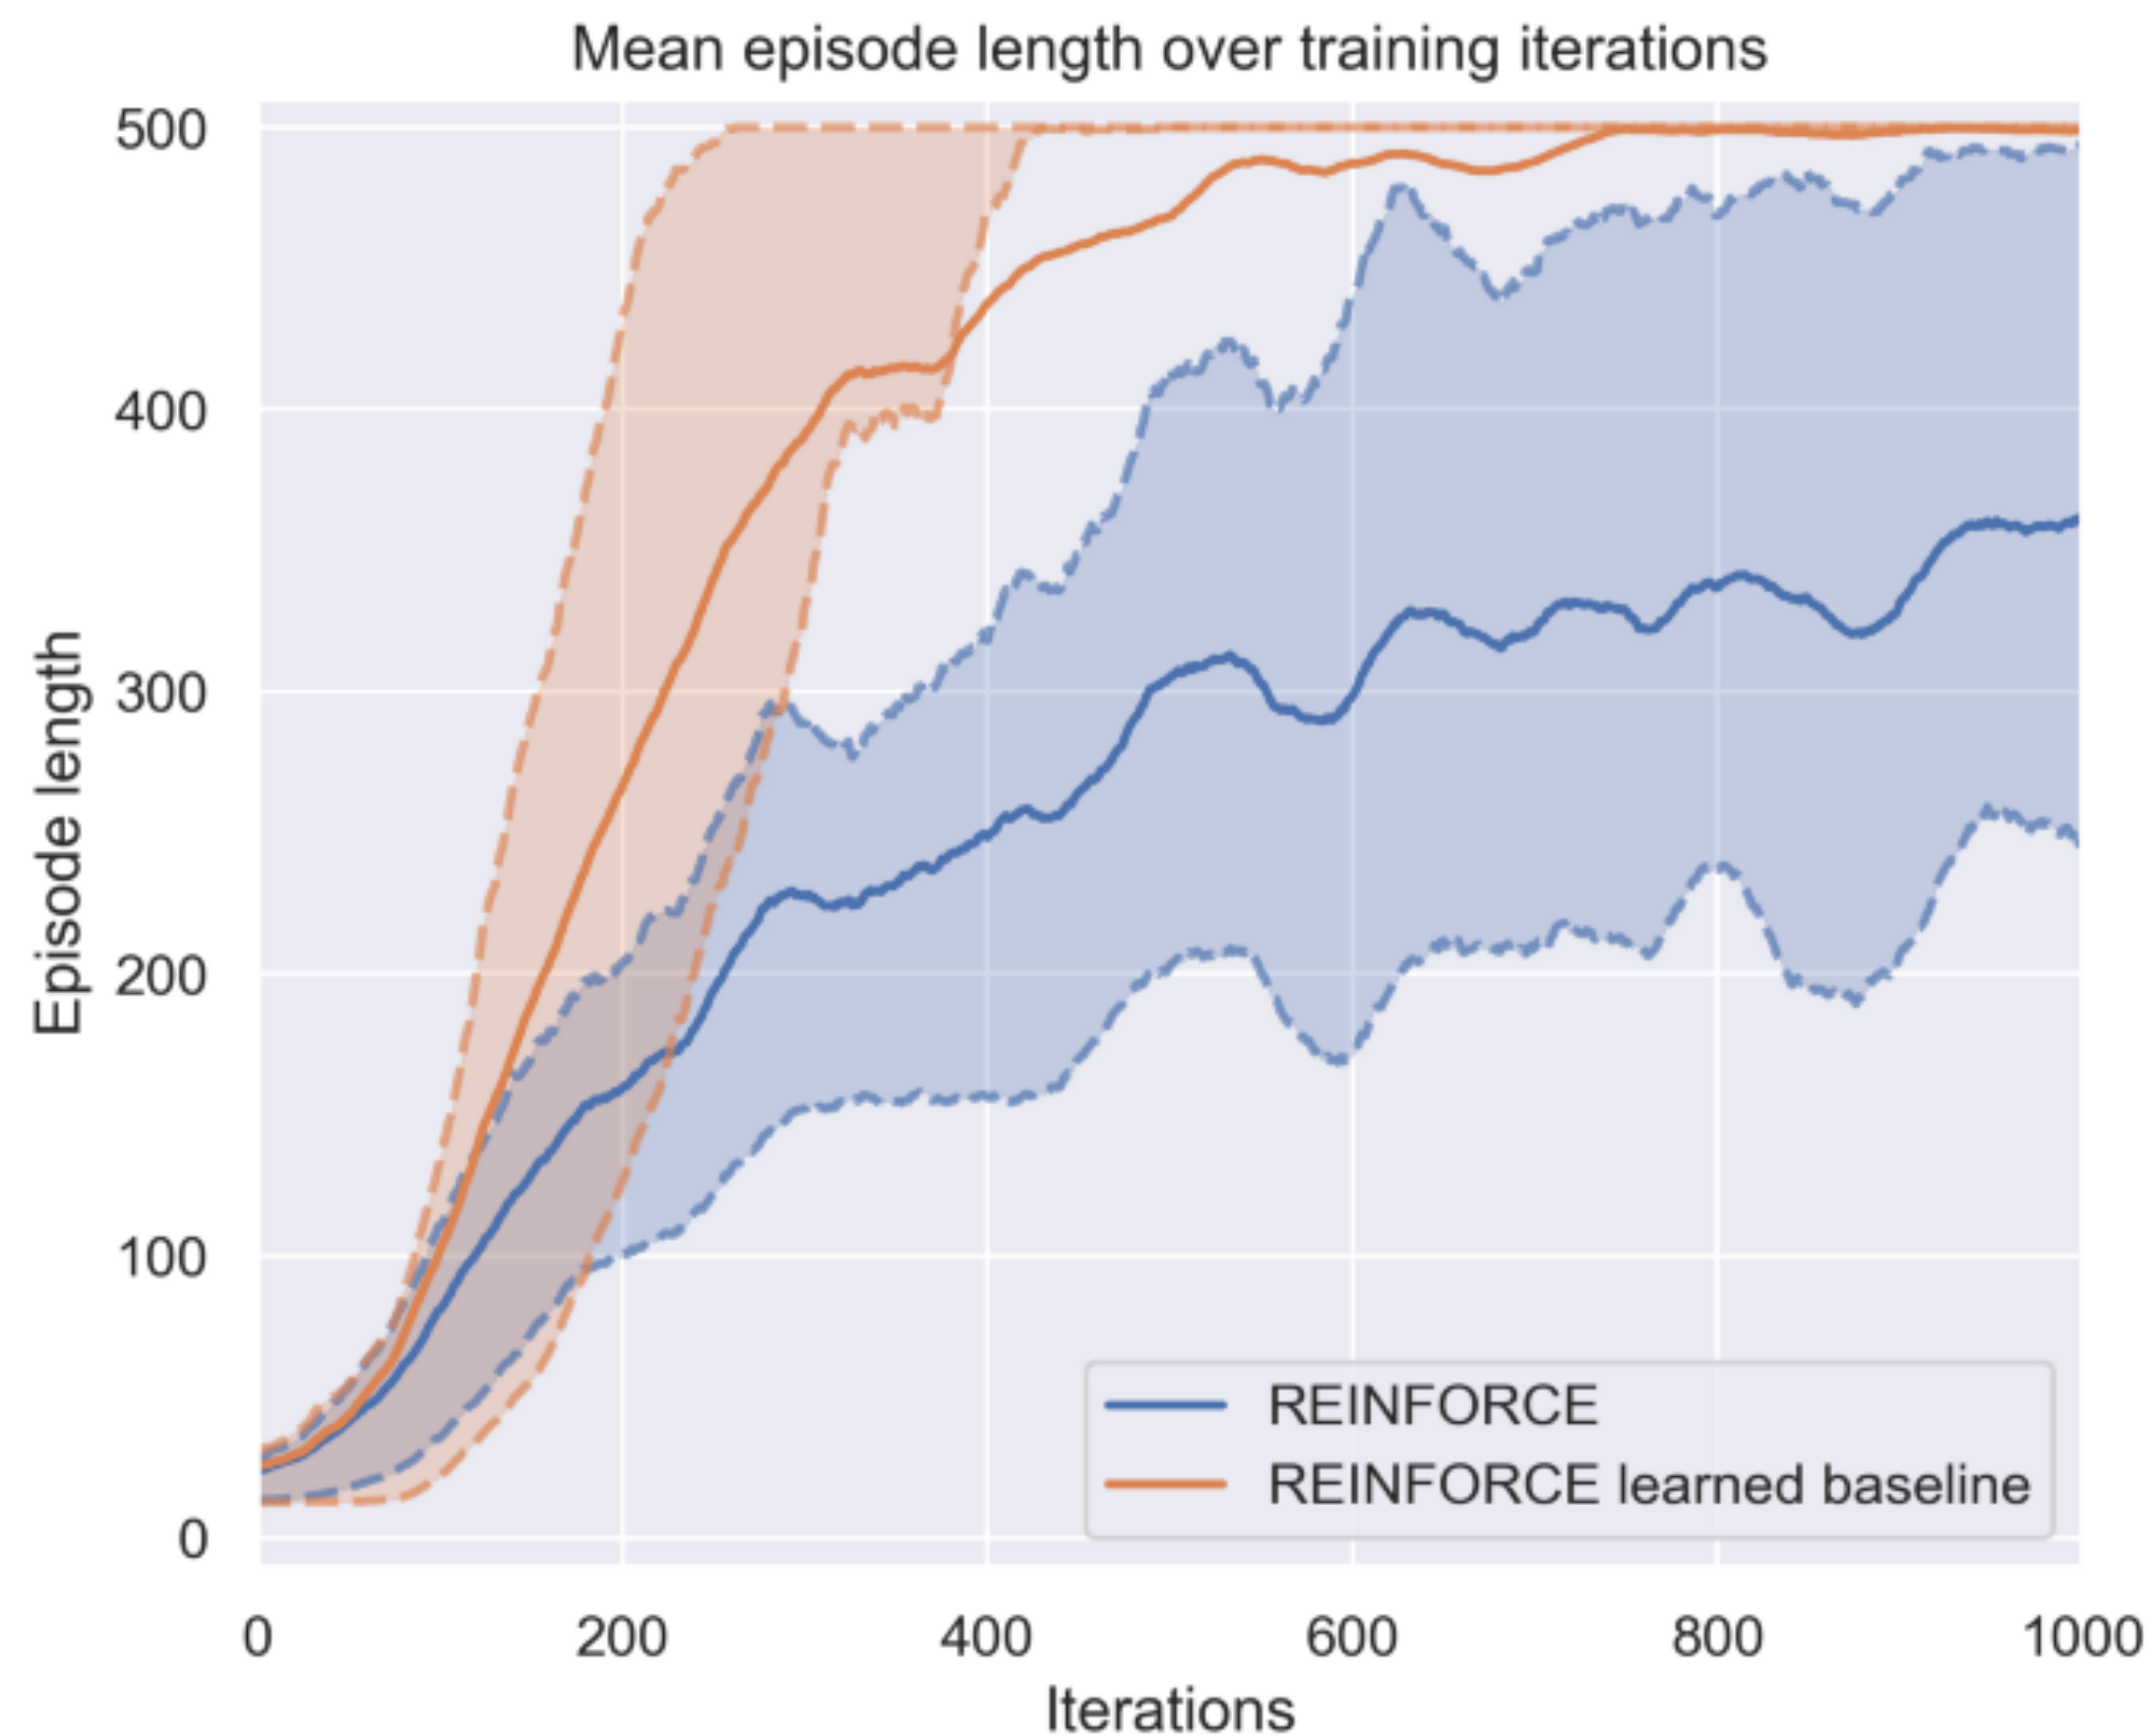 Mean episode length over training iterations
500
400
300
200
100
0
Episode length
0 200 400 600 800 1000
Iterations
REINFORCE
REINFORCE learned baseline